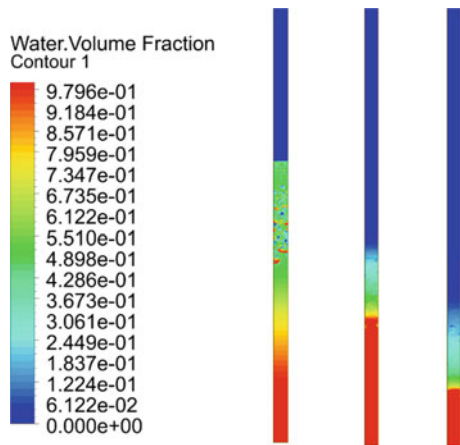 Water.Volume Fraction
Contour 1
9.796e-01
9.184e-01
8.571e-01
7.959e-01
7.347e-01
6.735e-01
6.122e-01
5.510e-01
4.898e-01
4.286e-01
3.673e-01
3.061e-01
2.449e-01
1.837e-01
1.224e-01
6.122e-02
0.000e+00